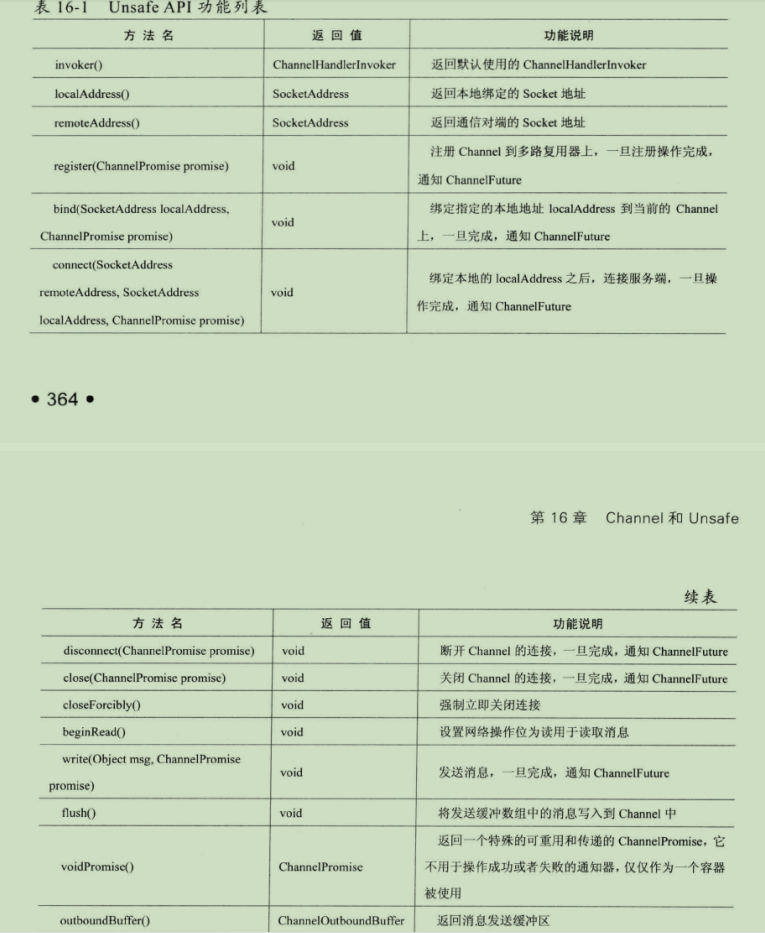 表 16-1 Unsafe API 功能列表
方 法 名 返 回 值 功能说明
invoker() ChannelHandlerInvoker 返回默认使用的 ChannelHandlerInvoker
localAddress() SocketAddress 返回本地绑定的 Socket 地址
remoteAddress() SocketAddress 返回通信对端的 Socket 地址
register(ChannelPromise promise) void 注册 Channel 到多路复用器上，一旦注册操作完成，
通知 ChannelFuture
bind(SocketAddress localAddress,
ChannelPromise promise) void 绑定指定的本地地址 localAddress 到当前的 Channel
上，一旦完成，通知 ChannelFuture
connect(SocketAddress
remoteAddress, SocketAddress
localAddress, ChannelPromise promise) void 绑定本地的 localAddress 之后，连接服务端，一旦操
作完成，通知 ChannelFuture
• 364 •
第 16 章 Channel 和 Unsafe
续表
方 法 名 返 回 值 功能说明
disconnect(ChannelPromise promise) void 断开 Channel 的连接，一旦完成，通知 ChannelFuture
close(ChannelPromise promise) void 关闭 Channel 的连接，一旦完成，通知 ChannelFuture
closeForcibly() void 强制立即关闭连接
beginRead() void 设置网络操作位为读用于读取消息
write(Object msg, ChannelPromise
promise) void 发送消息，一旦完成，通知 ChannelFuture
flush() void 将发送缓冲数组中的消息写入到 Channel 中
voidPromise() ChannelPromise 返回一个特殊的可重用和传递的 ChannelPromise，它
不用于操作成功或者失败的通知器，仅仅作为一个容器
被使用
outboundBuffer() ChannelOutboundBuffer 返回消息发送缓冲区